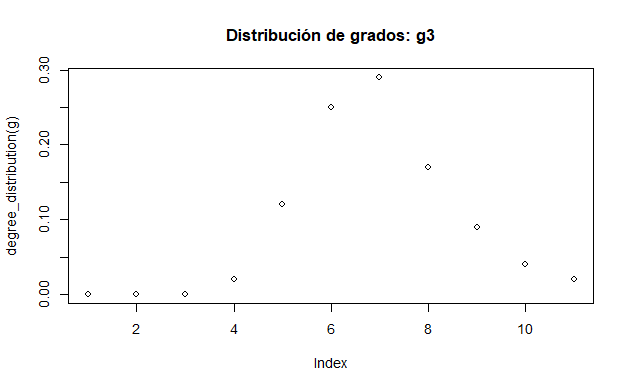 Distribución de grados: g3
degree_distribution(g)
0.30
0.20
0.10
0.00
2 4 6 8 10
Index